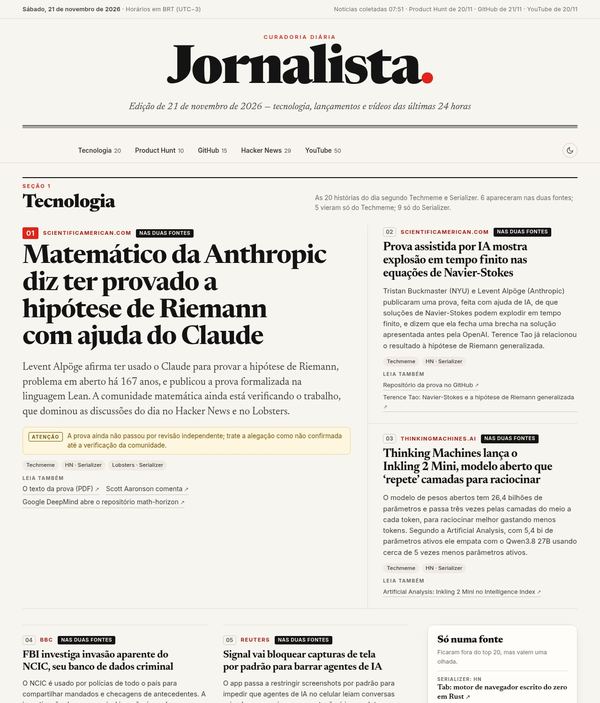 Sábado, 21 de novembro de 2026 · Horários em BRT (UTC−3)
Notícias coletadas 07:51 · Product Hunt de 20/11 · GitHub de 21/11 · YouTube de 20/11
CURADORIA DIÁRIA
Jornalista.
Edição de 21 de novembro de 2026 — tecnologia, lançamentos e vídeos das últimas 24 horas
Tecnologia 20 Product Hunt 10 GitHub 15 Hacker News 29 YouTube 50
SEÇÃO 1
Tecnologia
As 20 histórias do dia segundo Techmeme e Serializer. 6 apareceram nas duas fontes;
5 vieram só do Techmeme; 9 só do Serializer.
01 SCIENTIFICAMERICAN.COM NAS DUAS FONTES
Matemático da Anthropic
diz ter provado a
hipótese de Riemann
com ajuda do Claude
Levent Alpöge afirma ter usado o Claude para provar a hipótese de Riemann,
problema em aberto há 167 anos, e publicou a prova formalizada na
linguagem Lean. A comunidade matemática ainda está verificando o trabalho,
que dominou as discussões do dia no Hacker News e no Lobsters.
ATENÇÃO
A prova ainda não passou por revisão independente; trate a alegação como não confirmada
até a verificação da comunidade.
Techmeme HN · Serializer Lobsters · Serializer
LEIA TAMBÉM
O texto da prova (PDF) ↗ Scott Aaronson comenta ↗
Google DeepMind abre o repositório math-horizon ↗
02 SCIENTIFICAMERICAN.COM NAS DUAS FONTES
Prova assistida por IA mostra
explosão em tempo finito nas
equações de Navier-Stokes
Tristan Buckmaster (NYU) e Levent Alpöge (Anthropic)
publicaram uma prova, feita com ajuda de IA, de que
soluções de Navier-Stokes podem explodir em tempo
finito, e dizem que ela fecha uma brecha na solução
apresentada antes pela OpenAI. Terence Tao já relacionou
o resultado à hipótese de Riemann generalizada.
Techmeme HN · Serializer
LEIA TAMBÉM
Repositório da prova no GitHub ↗
Terence Tao: Navier-Stokes e a hipótese de Riemann generalizada
↗
03 THINKINGMACHINES.AI NAS DUAS FONTES
Thinking Machines lança o
Inkling 2 Mini, modelo aberto que
‘repete’ camadas para raciocinar
O modelo de pesos abertos tem 26,4 bilhões de
parâmetros e passa três vezes pelas camadas do meio a
cada token, para raciocinar melhor gastando menos
tokens. Segundo a Artificial Analysis, com 5,4 bi de
parâmetros ativos ele empata com o Qwen3.8 27B usando
cerca de 5 vezes menos parâmetros ativos.
Techmeme HN · Serializer
LEIA TAMBÉM
Artificial Analysis: Inkling 2 Mini no Intelligence Index ↗
04 BBC NAS DUAS FONTES
FBI investiga invasão aparente do
NCIC, seu banco de dados criminal
O NCIC é usado por polícias de todo o país para
compartilhar mandados e checagens de antecedentes. A
05 REUTERS NAS DUAS FONTES
Signal vai bloquear capturas de tela
por padrão para barrar agentes de IA
O app passa a restringir screenshots por padrão para
impedir que agentes de IA no celular leiam conversas
Só numa fonte
Ficaram fora do top 20, mas valem uma
olhada.
SERIALIZER: HN
Tab: motor de navegador escrito do zero
em Rust ↗